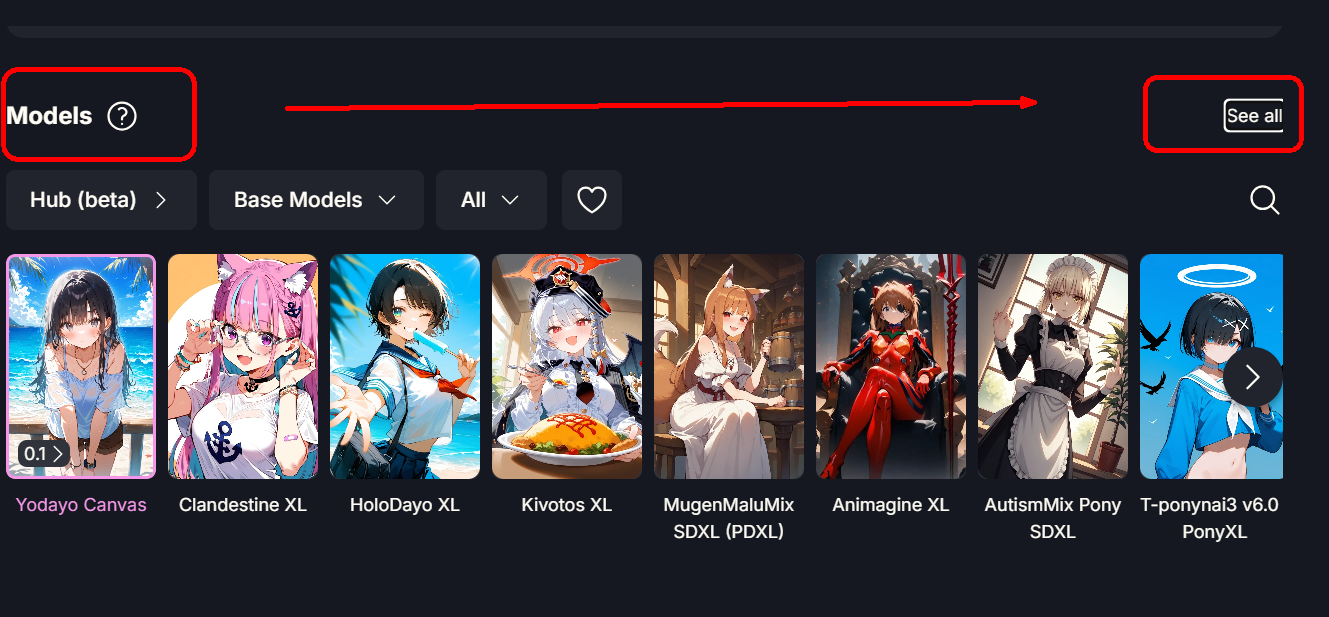 Models ?
See all
Hub (beta)
Base Models
All
0.1
Yodayo Canvas
Clandestine XL
HoloDayo XL
Kivotos XL
MugenMaluMix
SDXL (PDXL)
Animagine XL
AutismMix Pony
SDXL
T-ponynai3 v6.0
PonyXL